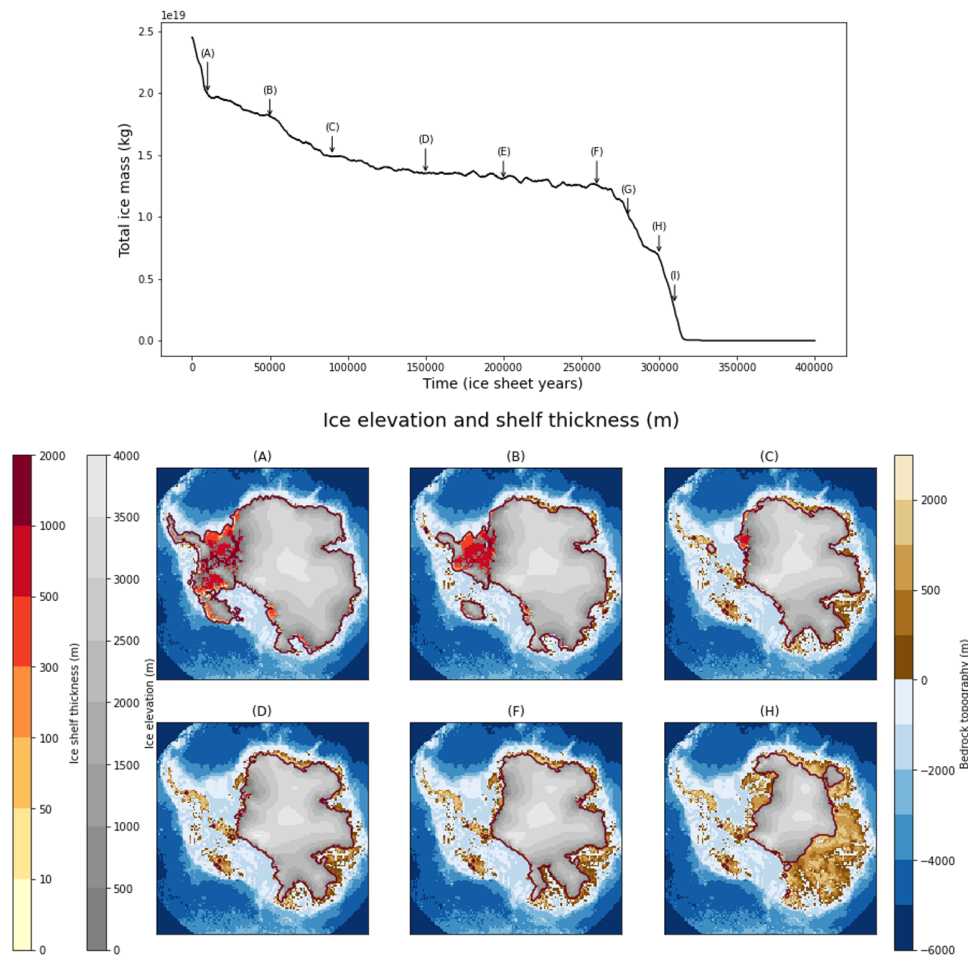 1e19
2.5
2.0
1.5
1.0
0.5
0.0
Total ice mass (kg)
(A)
(B)
(C)
(D)
(E)
(F)
(G)
(H)
(I)
0 50000 100000 150000 200000 250000 300000 350000 400000
Time (ice sheet years)
Ice elevation and shelf thickness (m)
(A) (B) (C)
(D) (F) (H)
2000
1000
500
300
100
50
10
0
Ice shelf thickness (m)
4000
3500
3000
2500
2000
1500
1000
500
0
Ice elevation (m)
2000
500
0
−2000
−4000
−6000
Bedrock topography (m)